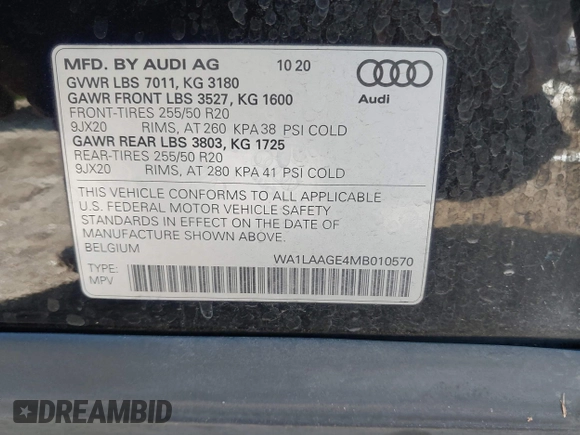 MFD. BY AUDI AG 10 20
GVWR LBS 7011, KG 3180
GAWR FRONT LBS 3527, KG 1600
FRONT-TIRES 255/50 R20
9JX20 RIMS, AT 260 KPA 38 PSI COLD
GAWR REAR LBS 3803, KG 1725
REAR-TIRES 255/50 R20
9JX20 RIMS, AT 280 KPA 41 PSI COLD
Audi
THIS VEHICLE CONFORMS TO ALL APPLICABLE
U.S. FEDERAL MOTOR VEHICLE SAFETY
STANDARDS IN EFFECT ON THE DATE OF
MANUFACTURE SHOWN ABOVE.
BELGIUM
WA1LAAGE4MB010570
TYPE:
MPV
DREAMBID